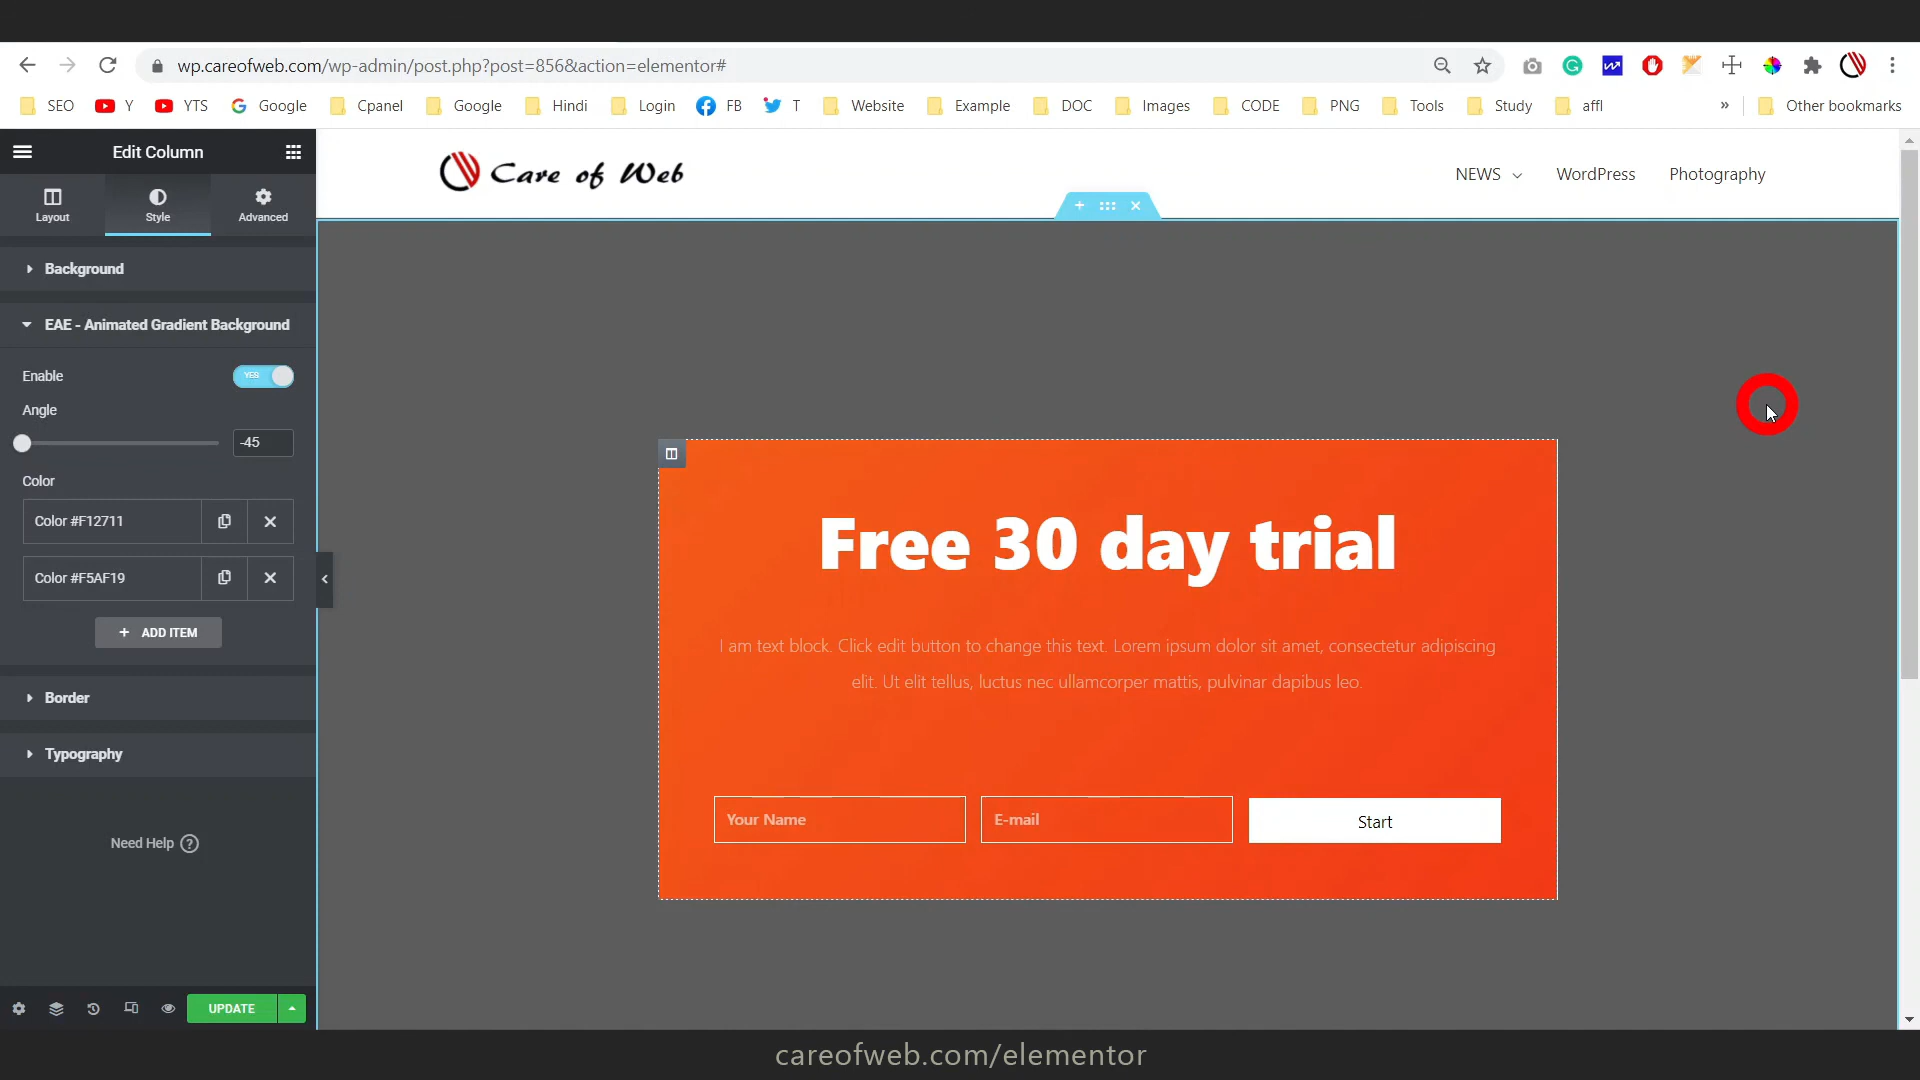 wp.careofweb.com/wp-admin/post.php?post=856&action=elementor#
SEO Y YTS Google Cpanel Google Hindi Login FB T Website Example DOC Images CODE PNG Tools Study affl » Other bookmarks
Edit Column
Layout Style Advanced
Background
EAE - Animated Gradient Background
Enable YES
Angle
-45
Color
Color #F12711
Color #F5AF19
+ ADD ITEM
Border
Typography
Need Help ?
UPDATE
Care of Web
NEWS WordPress Photography
Free 30 day trial
I am text block. Click edit button to change this text. Lorem ipsum dolor sit amet, consectetur adipiscing
elit. Ut elit tellus, luctus nec ullamcorper mattis, pulvinar dapibus leo.
Your Name E-mail Start
careofweb.com/elementor